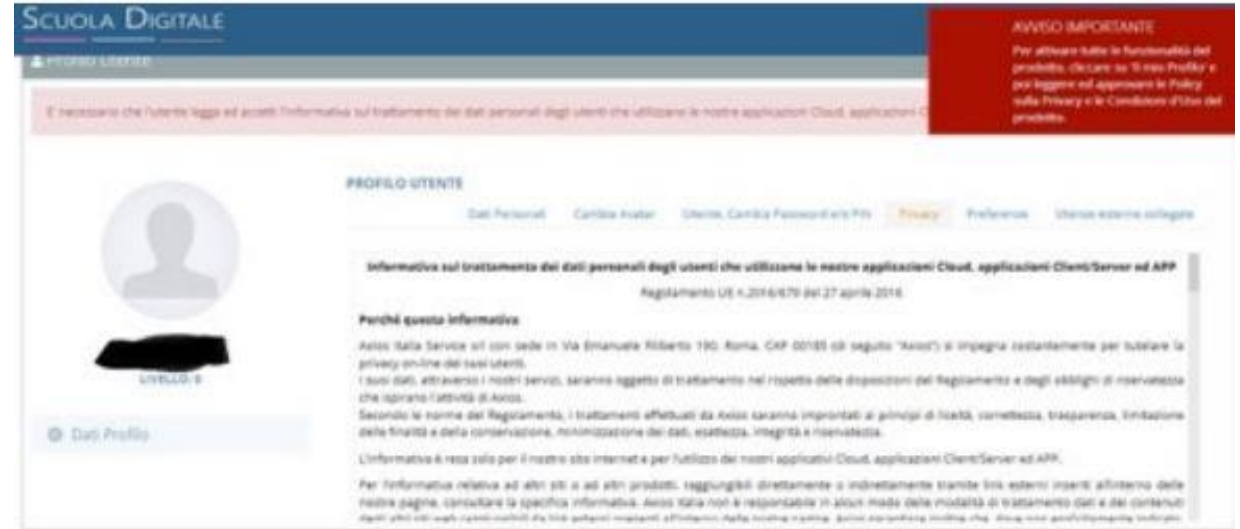 SCUOLA DIGITALE
AVVISO IMPORTANTE
Per attivare tutte le funzionalità del
prodotto, cliccare su 'Il mio Profilo' e
poi leggere ed approvare le Policy
sulla Privacy e le Condizioni d'Uso del
prodotto.
Profilo Utente
E' necessario che l'utente legga ed accetti l'informativa sul trattamento dei dati personali degli utenti che utilizzano le nostre applicazioni Cloud, applicazioni
PROFILO UTENTE
Dati Personali Cambia Avatar Utente, Cambia Password e/o PIN Privacy Preferenze Utenze esterne collegate
Informativa sul trattamento dei dati personali degli utenti che utilizzano le nostre applicazioni Cloud, applicazioni Client/Server ed APP
Regolamento UE n.2016/679 del 27 aprile 2016
Perché questa informativa
Axios Italia Service srl con sede in Via Emanuele Filiberto 190, Roma, CAP 00185 (di seguito "Axios") si impegna costantemente per tutelare la
privacy on-line dei suoi utenti.
I suoi dati, attraverso i nostri servizi, saranno oggetto di trattamento nel rispetto delle disposizioni del Regolamento e degli obblighi di riservatezza
che ispirano l'attività di Axios.
Secondo le norme del Regolamento, i trattamenti effettuati da Axios saranno improntati ai principi di liceità, correttezza, trasparenza, limitazione
delle finalità e della conservazione, minimizzazione dei dati, esattezza, integrità e riservatezza.
L'informativa è resa solo per il nostro sito internet e per l'utilizzo dei nostri applicativi Cloud, applicazioni Client/Server ed APP.
Per l'informativa relativa ad altri siti o ad altri prodotti, raggiungibili direttamente o indirettamente tramite link esterni inseriti all'interno delle
nostre pagine, consultare la specifica informativa. Axios Italia non è responsabile in alcun modo delle modalità di trattamento dati e dei contenuti
LIVELLO: 0
Dati Profilo